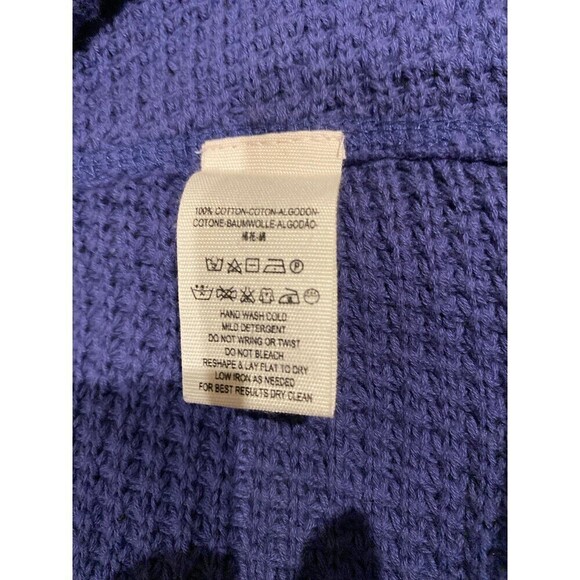 100% COTTON-COTON-ALGODÓN-
COTONE-BAUMWOLLE-ALGODÃO-
HAND WASH COLD
MILD DETERGENT
DO NOT WRING OR TWIST
DO NOT BLEACH
RESHAPE & LAY FLAT TO DRY
LOW IRON AS NEEDED
FOR BEST RESULTS DRY CLEAN